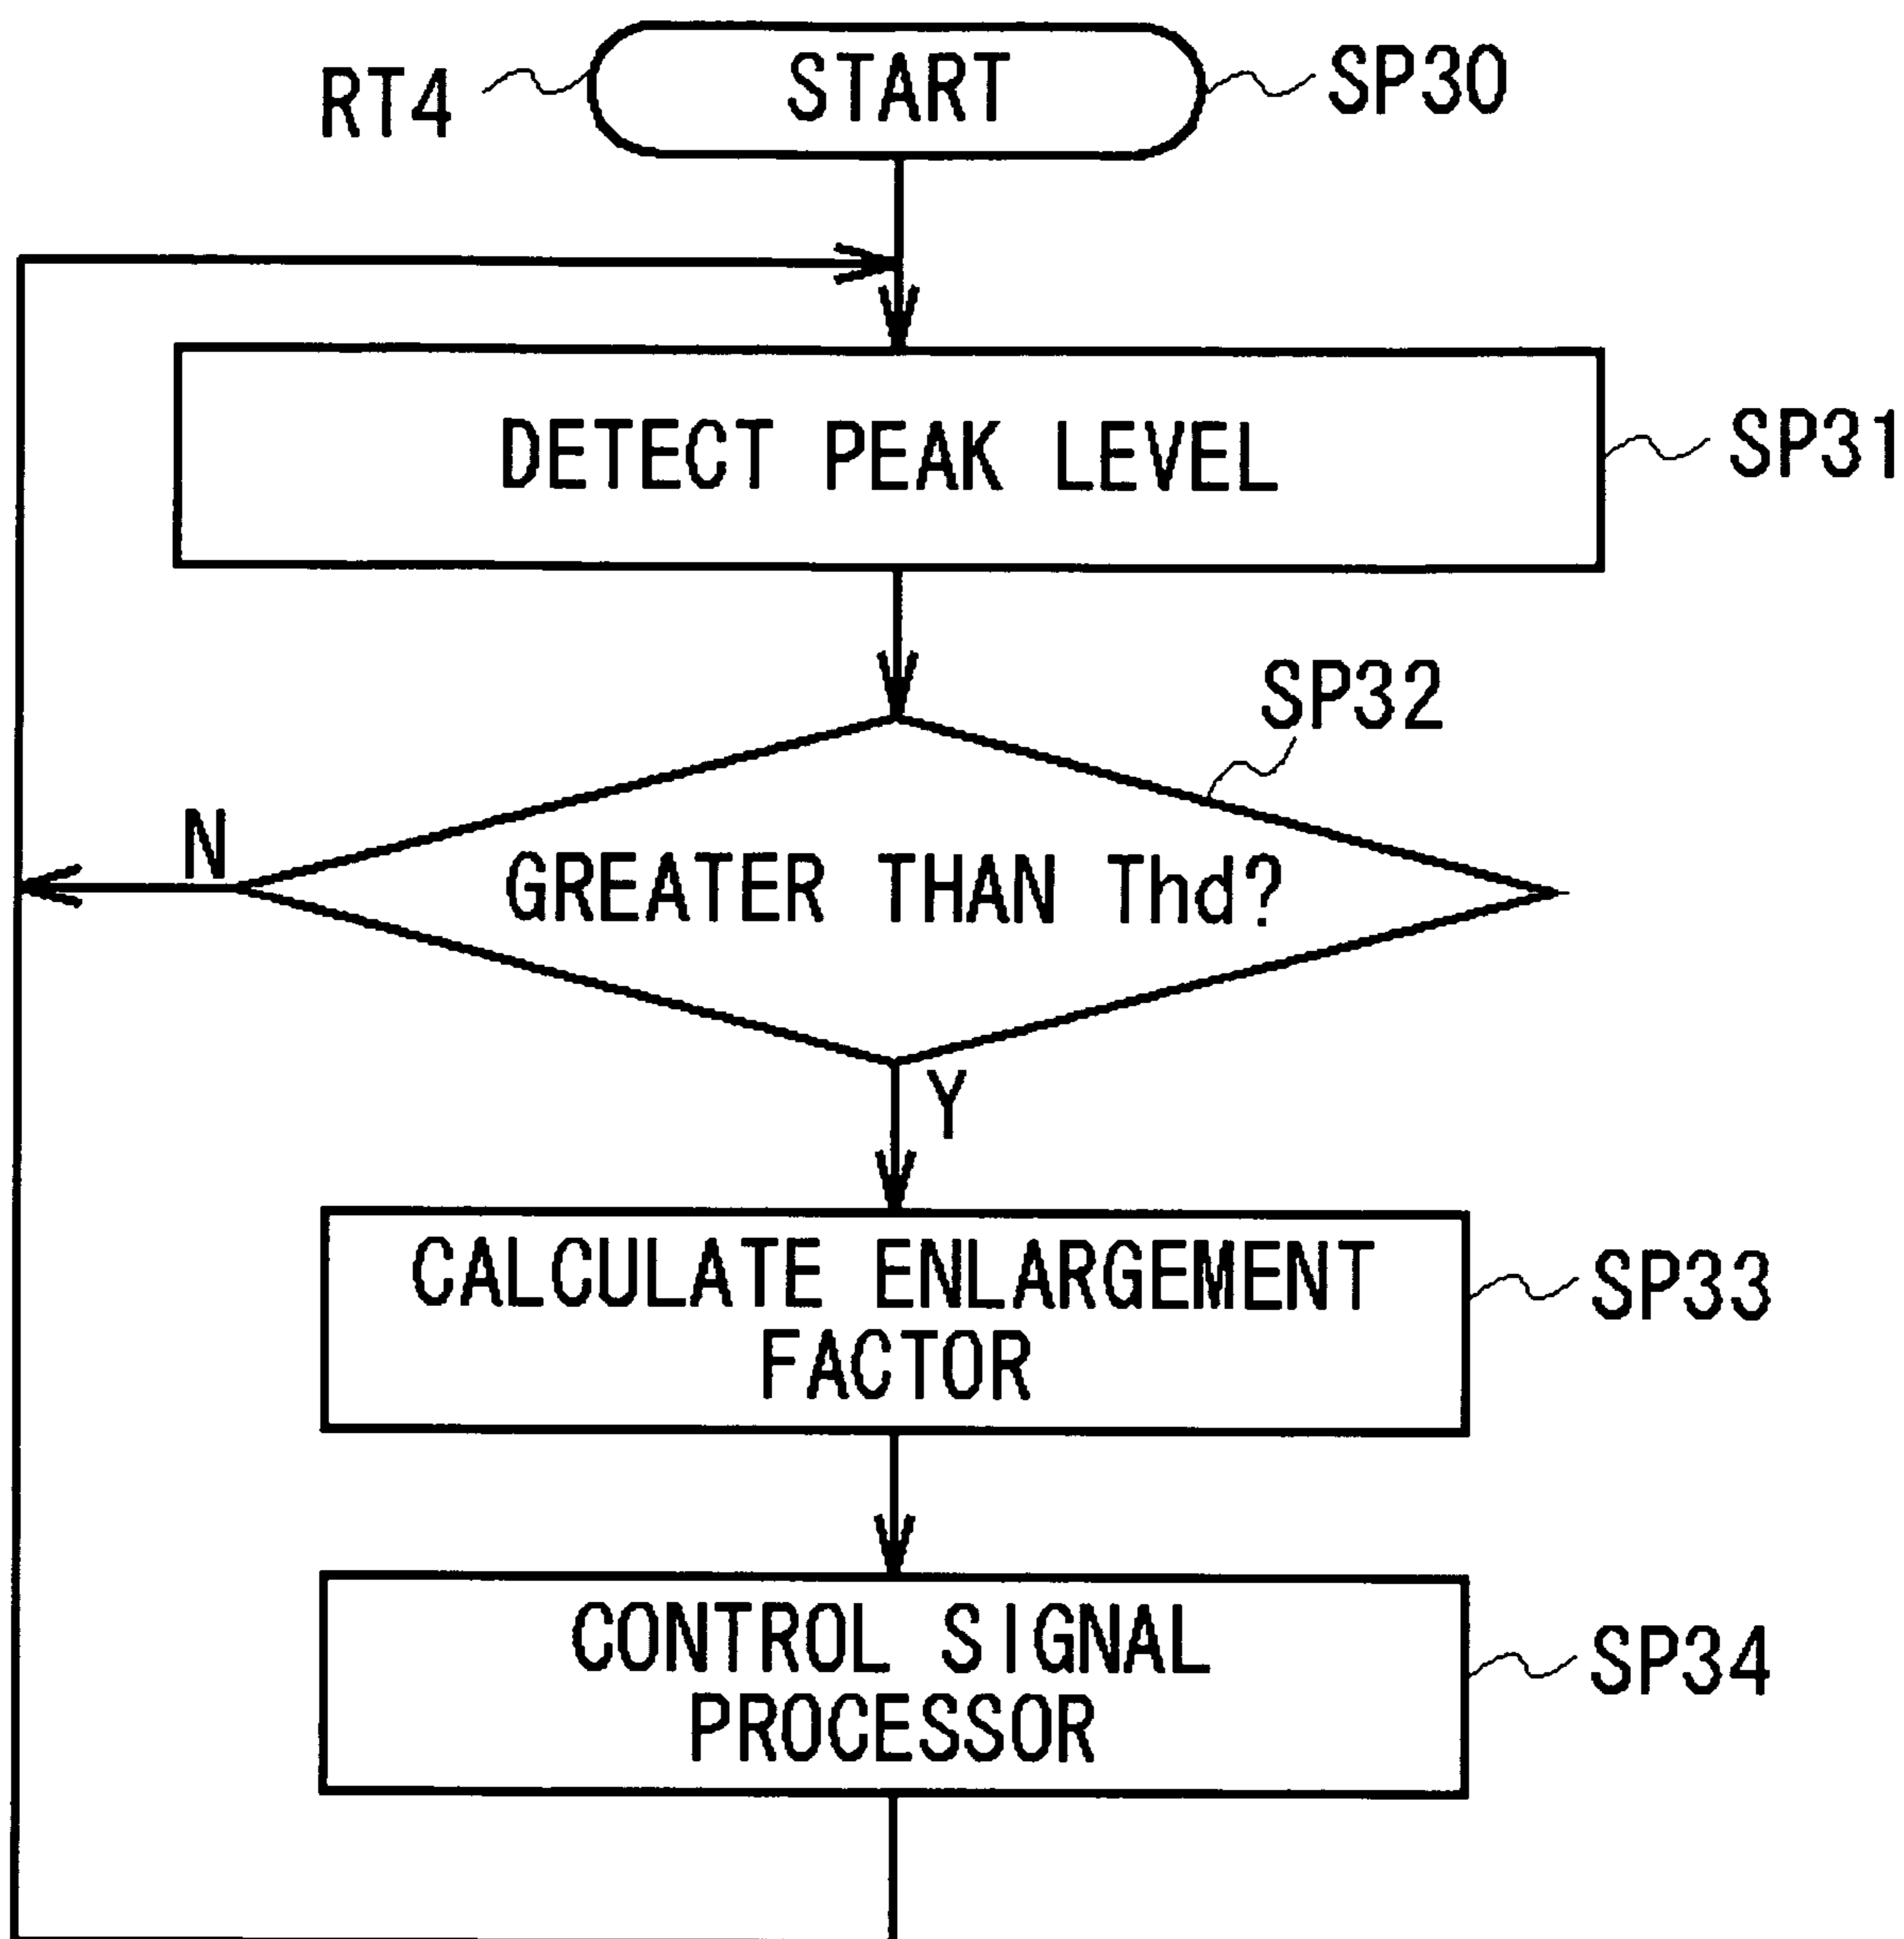 RT4
START
SP30
DETECT PEAK LEVEL
SP31
SP32
N
GREATER THAN Thd?
Y
CALCULATE ENLARGEMENT
FACTOR
SP33
CONTROL SIGNAL
PROCESSOR
SP34